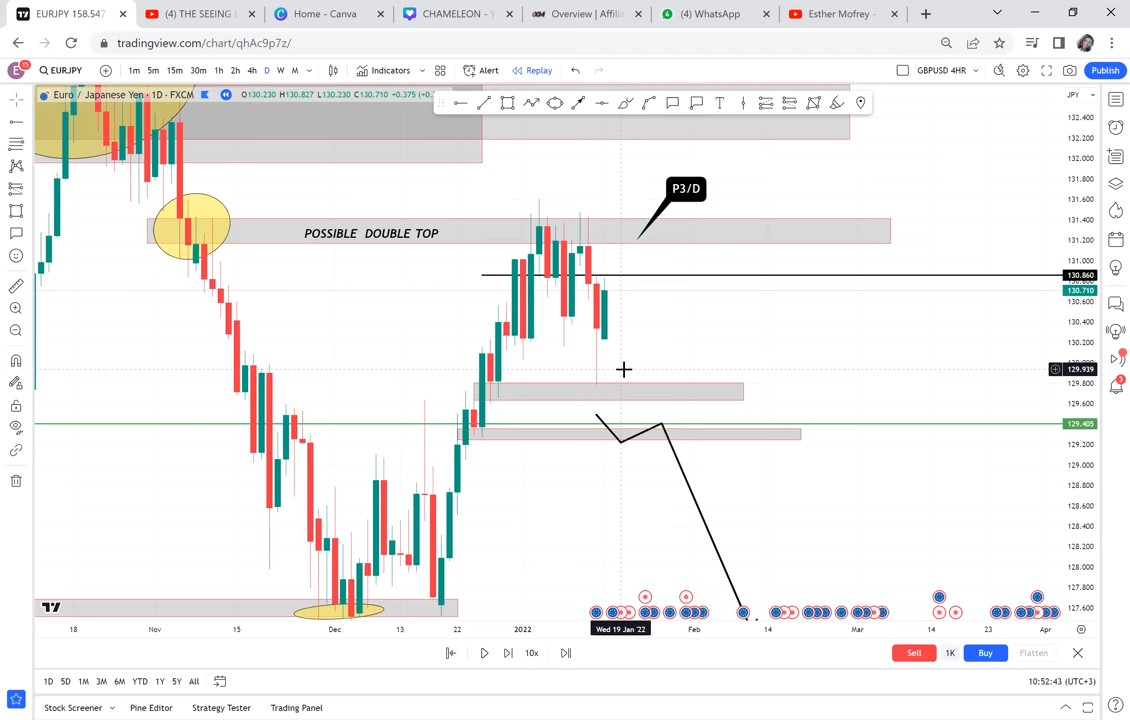 EURJPY 158.547
(4) THE SEEING E
Home - Canva
CHAMELEON - Y
Overview | Affilia
(4) WhatsApp
Esther Mofrey -
tradingview.com/chart/qhAc9p7z/
E 15 EURJPY 1m 5m 15m 30m 1h 2h 4h D W M Indicators Alert Replay GBPUSD 4HR Publish
Euro / Japanese Yen · 1D · FXCM O130.230 H130.827 L130.230 C130.710 +0.375
JPY
132.400
132.200
132.000
131.800
131.600
P3/D
131.400
POSSIBLE DOUBLE TOP
131.200
131.000
130.860
130.710
130.600
130.400
130.200
129.939
129.800
129.600
129.405
129.200
129.000
128.800
128.600
128.400
128.200
128.000
127.800
127.600
18 Nov 15 Dec 13 22 2022 Wed 19 Jan '22 Feb 14 Mar 14 23 Apr
10x Sell 1K Buy Flatten
1D 5D 1M 3M 6M YTD 1Y 5Y All 10:52:43 (UTC+3)
Stock Screener Pine Editor Strategy Tester Trading Panel